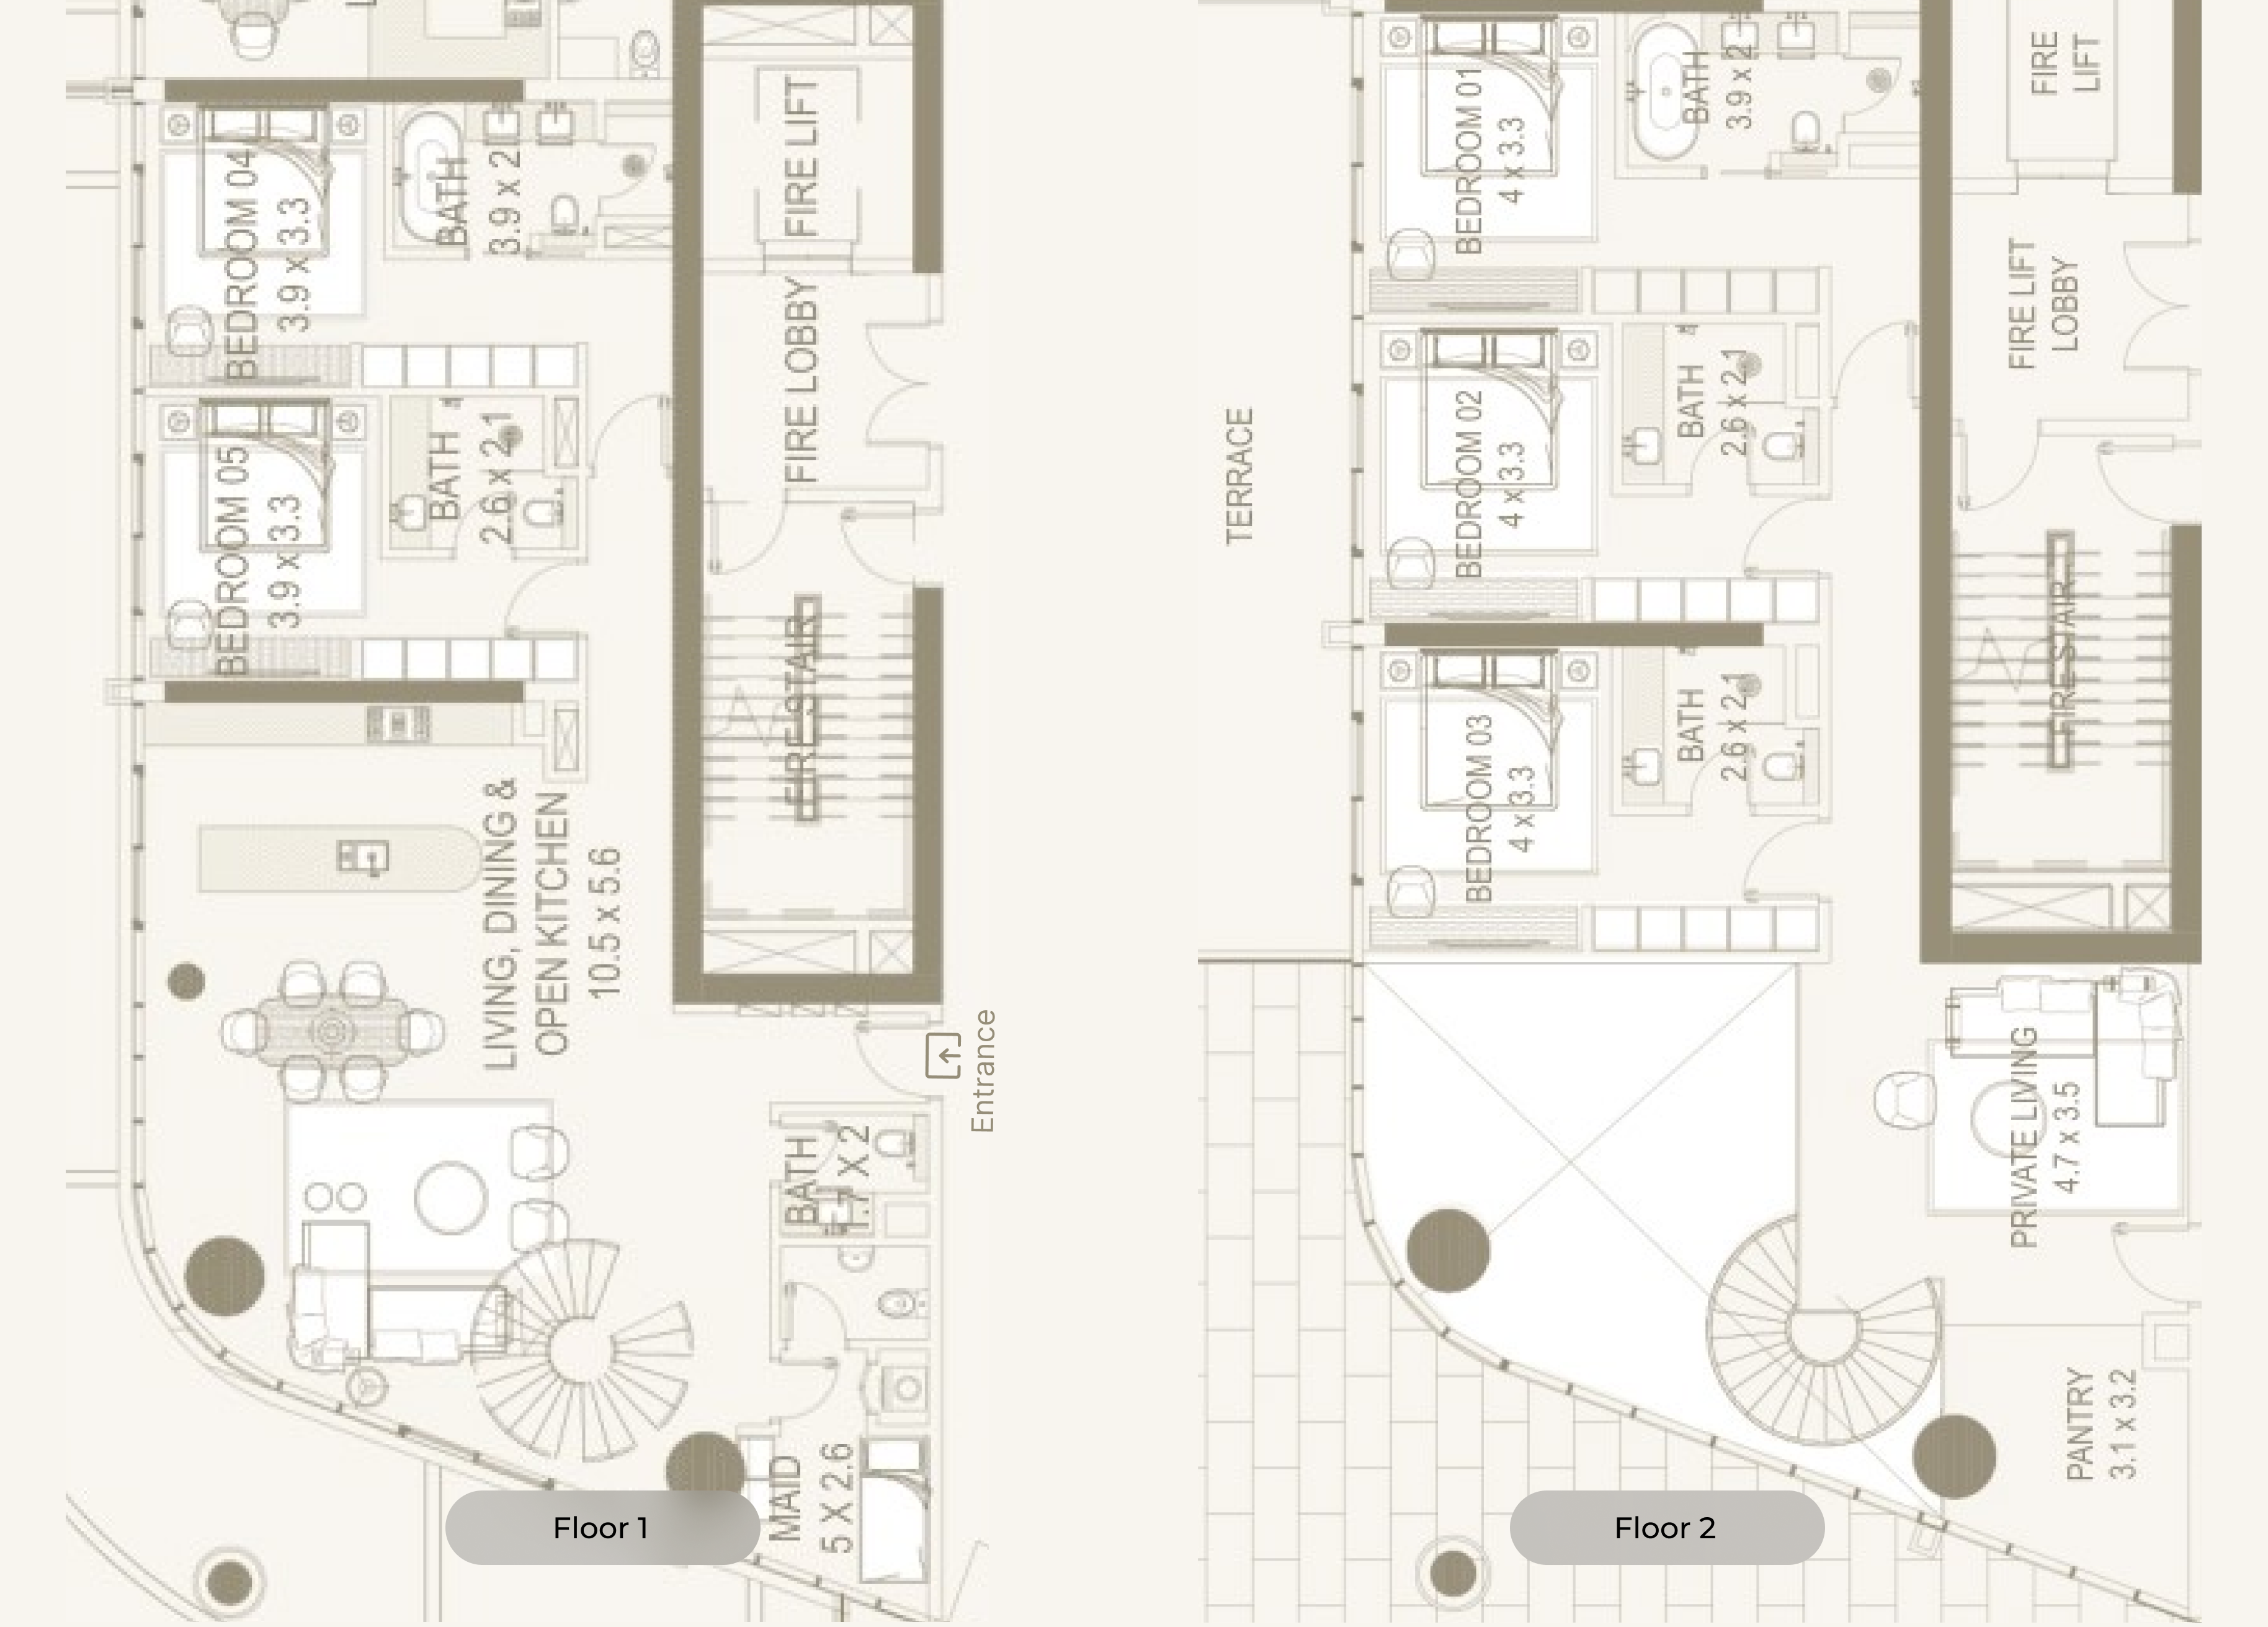 BEDROOM 04
3.9 x 3.3
BATH
3.9 x 2
FIRE LIFT
FIRE LOBBY
BEDROOM 05
3.9 x 3.3
BATH
2.6 x 2.1
FIRE STAIR
LIVING, DINING &
OPEN KITCHEN
10.5 x 5.6
Entrance
BATH
1.7 X 2
MAID
5 X 2.6
Floor 1
BEDROOM 01
4 x 3.3
BATH
3.9 x 2
FIRE
LIFT
FIRE LIFT
LOBBY
TERRACE
BEDROOM 02
4 x 3.3
BATH
2.6 x 2.1
FIRE STAIR
BEDROOM 03
4 x 3.3
BATH
2.6 x 2.1
PRIVATE LIVING
4.7 x 3.5
PANTRY
3.1 x 3.2
Floor 2